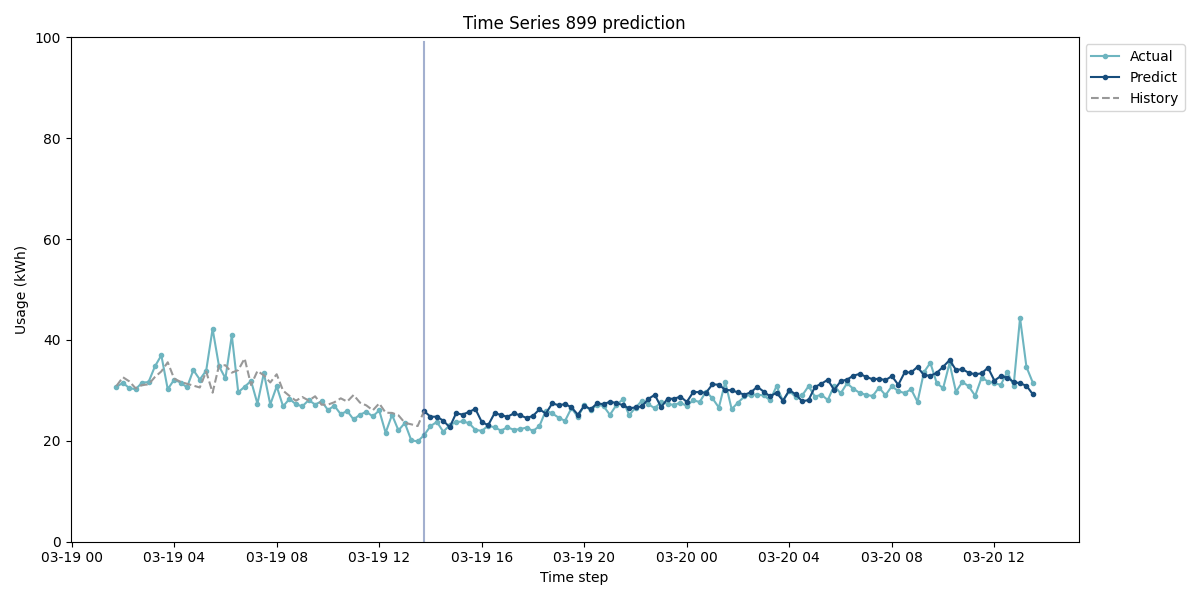 Time Series 899 prediction
100
80
60
40
20
0
Usage (kWh)
03-19 00 03-19 04 03-19 08 03-19 12 03-19 16 03-19 20 03-20 00 03-20 04 03-20 08 03-20 12
Time step
Actual
Predict
History